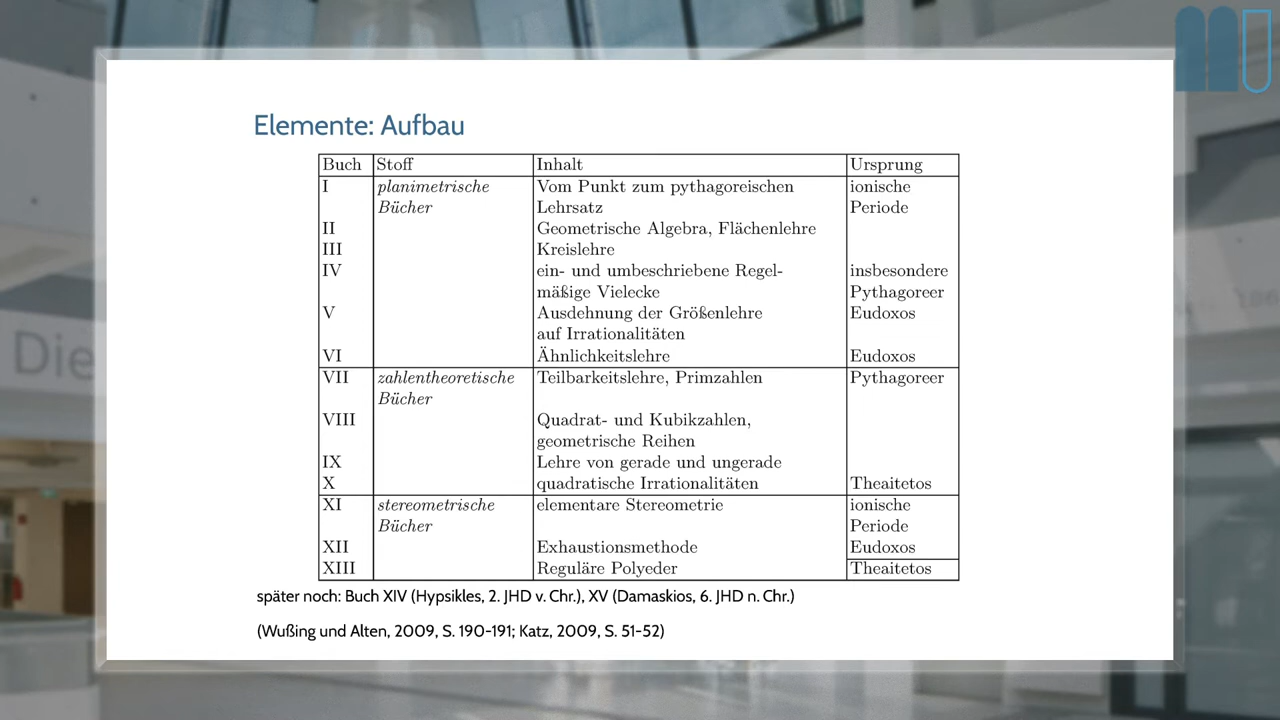 Elemente: Aufbau
Buch Stoff Inhalt Ursprung
I planimetrische Vom Punkt zum pythagoreischen ionische
Bücher Lehrsatz Periode
II Geometrische Algebra, Flächenlehre
III Kreislehre
IV ein- und umbeschriebene Regel- insbesondere
mäßige Vielecke Pythagoreer
V Ausdehnung der Größenlehre Eudoxos
auf Irrationalitäten
VI Ähnlichkeitslehre Eudoxos
VII zahlentheoretische Teilbarkeitslehre, Primzahlen Pythagoreer
Bücher
VIII Quadrat- und Kubikzahlen,
geometrische Reihen
IX Lehre von gerade und ungerade
X quadratische Irrationalitäten Theaitetos
XI stereometrische elementare Stereometrie ionische
Bücher Periode
XII Exhaustionsmethode Eudoxos
XIII Reguläre Polyeder Theaitetos
später noch: Buch XIV (Hypsikles, 2. JHD v. Chr.), XV (Damaskios, 6. JHD n. Chr.)
(Wußing und Alten, 2009, S. 190-191; Katz, 2009, S. 51-52)
Die